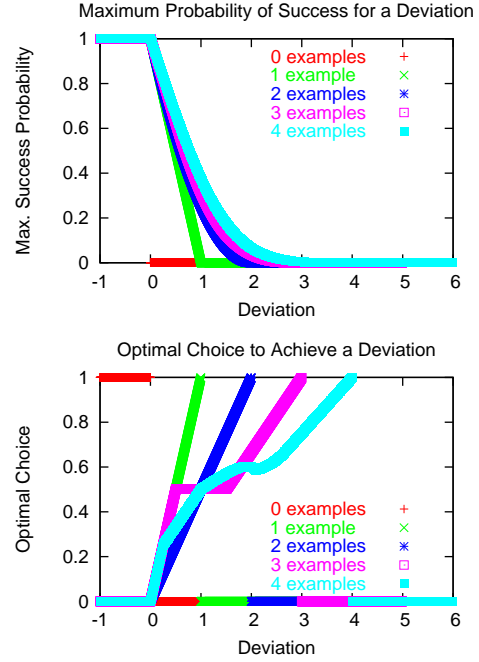 Maximum Probability of Success for a Deviation
Max. Success Probability
1
0.8
0.6
0.4
0.2
0
0 examples
1 example
2 examples
3 examples
4 examples
-1 0 1 2 3 4 5 6
Deviation
Optimal Choice to Achieve a Deviation
Optimal Choice
1
0.8
0.6
0.4
0.2
0
0 examples
1 example
2 examples
3 examples
4 examples
-1 0 1 2 3 4 5 6
Deviation